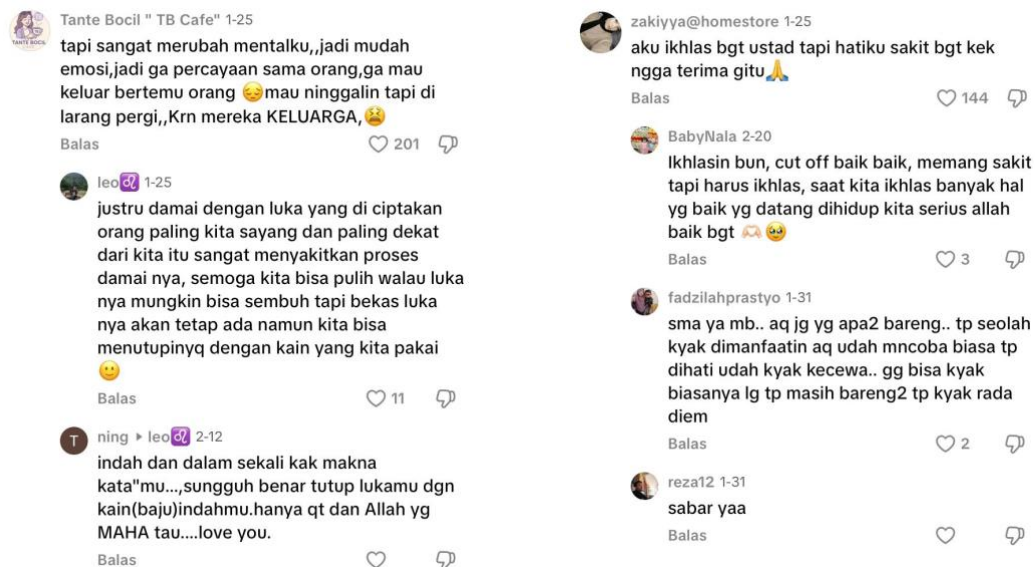 Tante Bocil " TB Cafe" 1-25
tapi sangat merubah mentalku,,jadi mudah
emosi,jadi ga percayaan sama orang,ga mau
keluar bertemu orang 😔mau ninggalin tapi di
larang pergi,,Krn mereka KELUARGA,😫
Balas 201
leo♌ 1-25
justru damai dengan luka yang di ciptakan
orang paling kita sayang dan paling dekat
dari kita itu sangat menyakitkan proses
damai nya, semoga kita bisa pulih walau luka
nya mungkin bisa sembuh tapi bekas luka
nya akan tetap ada namun kita bisa
menutupinyq dengan kain yang kita pakai
🙂
Balas 11
T
ning ▸ leo♌ 2-12
indah dan dalam sekali kak makna
kata"mu...,sungguh benar tutup lukamu dgn
kain(baju)indahmu.hanya qt dan Allah yg
MAHA tau....love you.
Balas
zakiyya@homestore 1-25
aku ikhlas bgt ustad tapi hatiku sakit bgt kek
ngga terima gitu🙏
Balas 144
BabyNala 2-20
Ikhlasin bun, cut off baik baik, memang sakit
tapi harus ikhlas, saat kita ikhlas banyak hal
yg baik yg datang dihidup kita serius allah
baik bgt 🫶🏻 🥹
Balas 3
fadzilahprastyo 1-31
sma ya mb.. aq jg yg apa2 bareng.. tp seolah
kyak dimanfaatin aq udah mncoba biasa tp
dihati udah kyak kecewa.. gg bisa kyak
biasanya lg tp masih bareng2 tp kyak rada
diem
Balas 2
reza12 1-31
sabar yaa
Balas
TANTE BOCIL